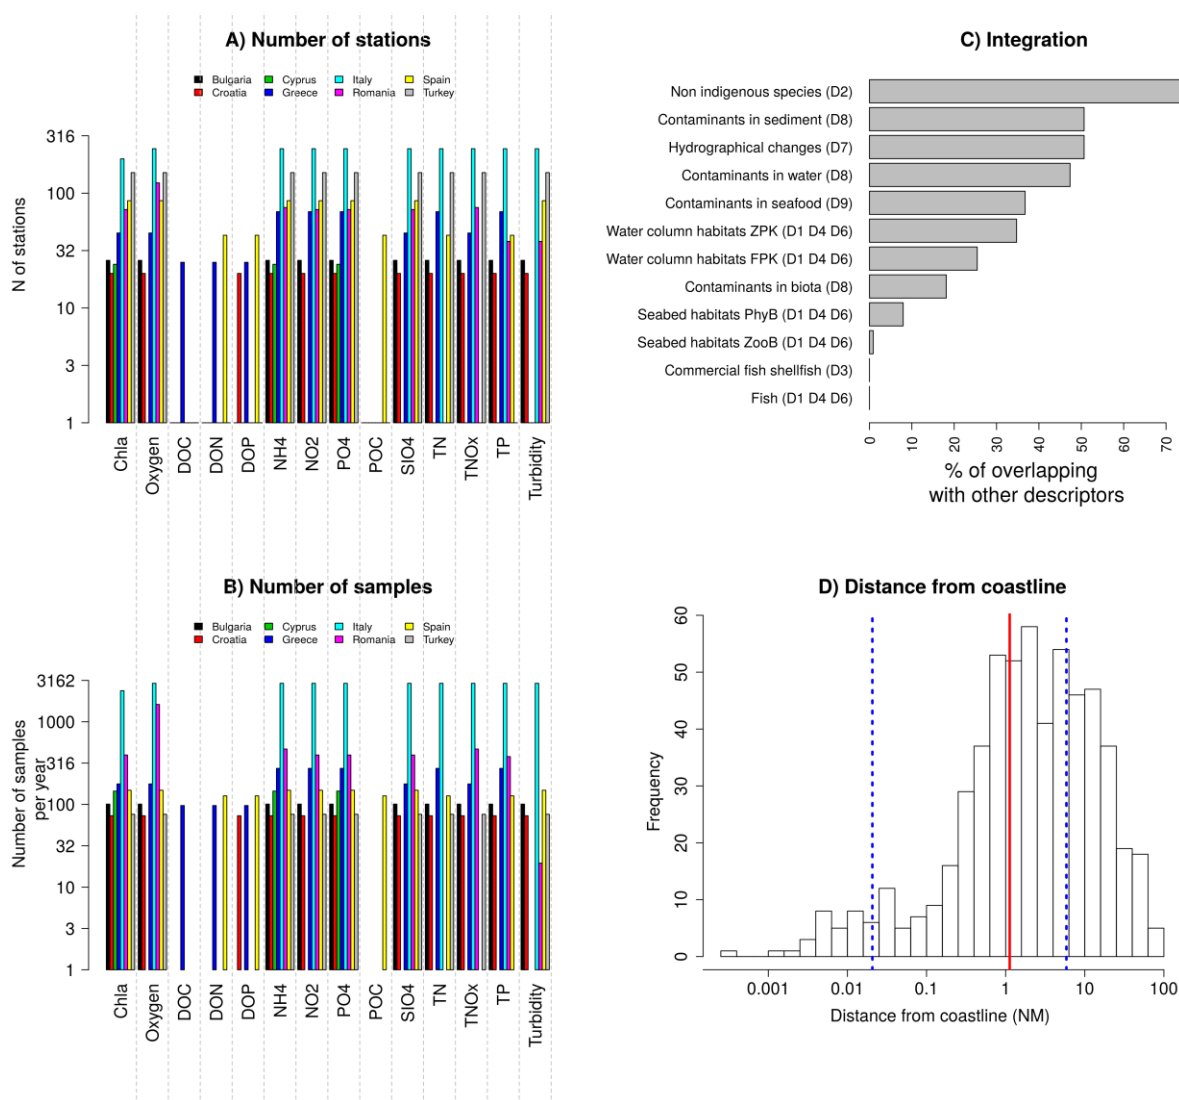 A) Number of stations
Bulgaria Cyprus Italy Spain
Croatia Greece Romania Turkey
N of stations
316
100
32
10
3
1
Chla Oxygen DOC DON DOP NH4 NO2 PO4 POC SIO4 TN TNOx TP Turbidity
C) Integration
Non indigenous species (D2)
Contaminants in sediment (D8)
Hydrographical changes (D7)
Contaminants in water (D8)
Contaminants in seafood (D9)
Water column habitats ZPK (D1 D4 D6)
Water column habitats FPK (D1 D4 D6)
Contaminants in biota (D8)
Seabed habitats PhyB (D1 D4 D6)
Seabed habitats ZooB (D1 D4 D6)
Commercial fish shellfish (D3)
Fish (D1 D4 D6)
0 10 20 30 40 50 60 70
% of overlapping
with other descriptors
B) Number of samples
Bulgaria Cyprus Italy Spain
Croatia Greece Romania Turkey
Number of samples
per year
3162
1000
316
100
32
10
3
1
Chla Oxygen DOC DON DOP NH4 NO2 PO4 POC SIO4 TN TNOx TP Turbidity
D) Distance from coastline
Frequency
60
50
40
30
20
10
0
0.001 0.01 0.1 1 10 100
Distance from coastline (NM)